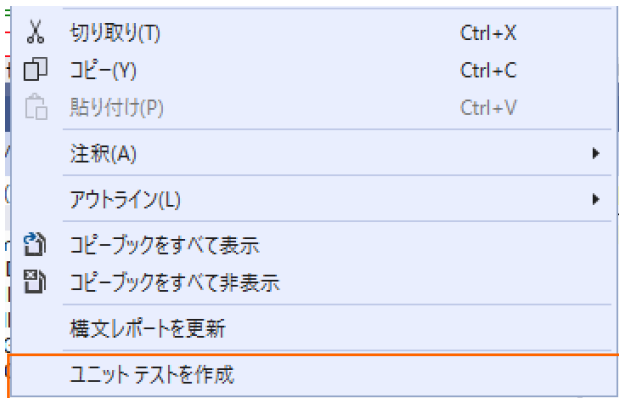 切り取り(T) Ctrl+X
コピー(Y) Ctrl+C
貼り付け(P) Ctrl+V
注釈(A)
アウトライン(L)
コピーブックをすべて表示
コピーブックをすべて非表示
構文レポートを更新
ユニット テストを作成